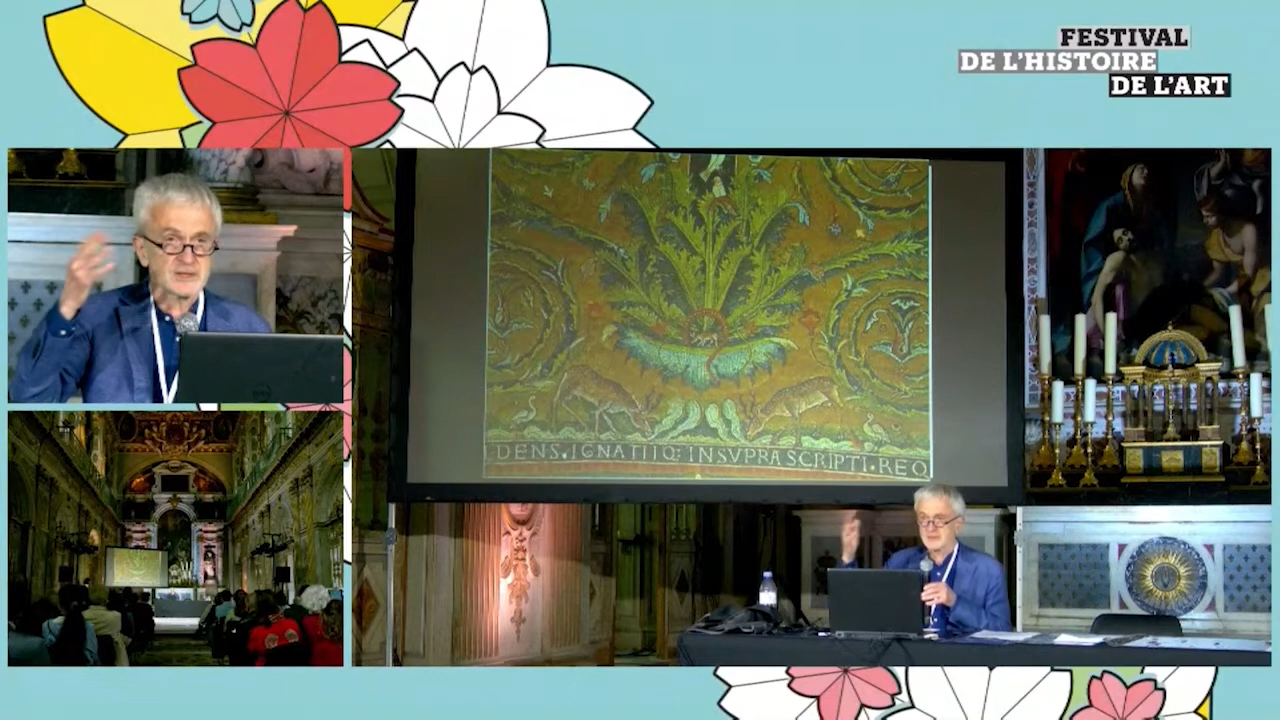 FESTIVAL
DE L'HISTOIRE
DE L'ART
DENS. IGNATIIQ: INSVPRA SCRIPTI. REQ